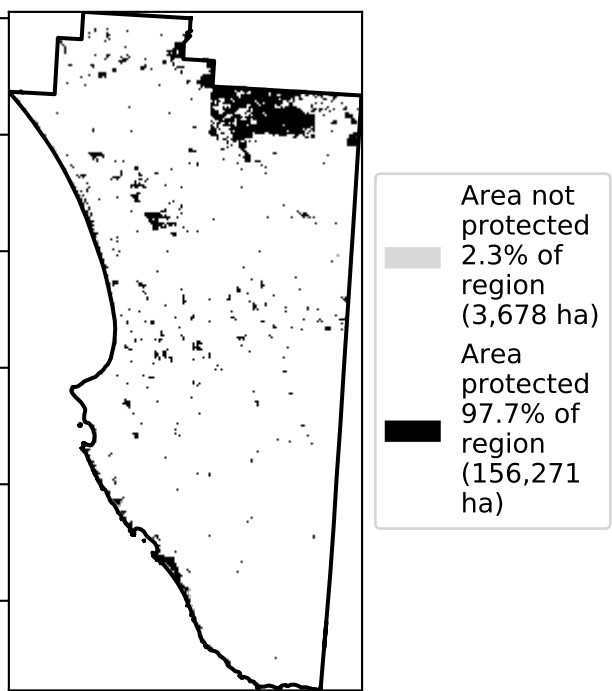 Area not
protected
2.3% of
region
(3,678 ha)
Area
protected
97.7% of
region
(156,271
ha)